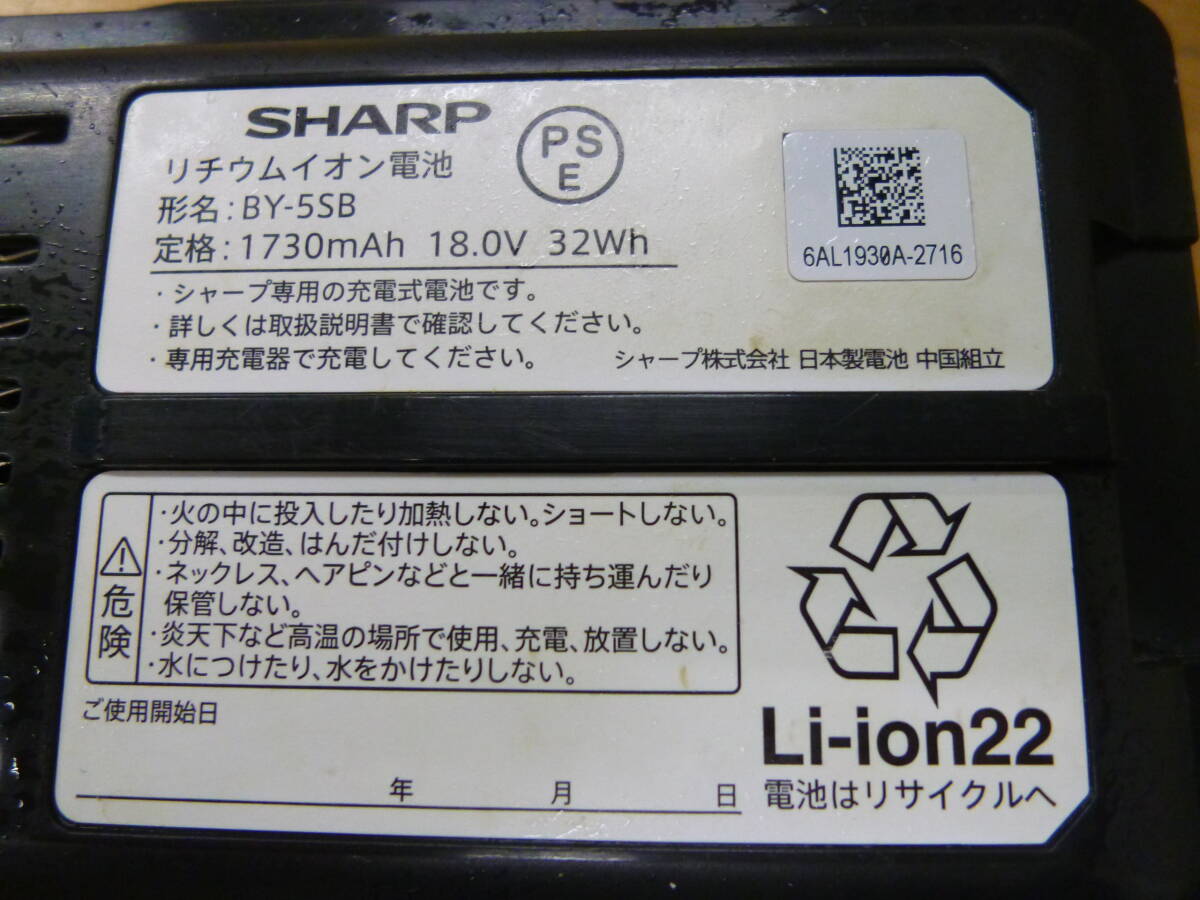 SHARP
PS
E
リチウムイオン電池
形名:BY-5SB
定格:1730mAh 18.0V 32Wh
6AL1930A-2716
・シャープ専用の充電式電池です。
・詳しくは取扱説明書で確認してください。
・専用充電器で充電してください。
シャープ株式会社 日本製電池 中国組立
危険
・火の中に投入したり加熱しない。ショートしない。
・分解、改造、はんだ付けしない。
・ネックレス、ヘアピンなどと一緒に持ち運んだり
保管しない。
・炎天下など高温の場所で使用、充電、放置しない。
・水につけたり、水をかけたりしない。
ご使用開始日
年 月 日
Li-ion22
電池はリサイクルへ